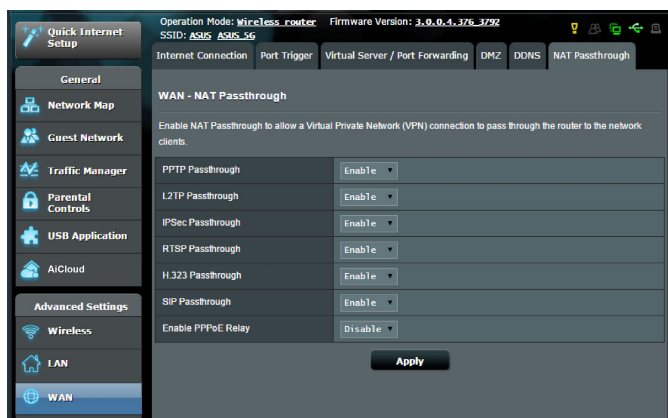 Quick Internet
Setup
Operation Mode: Wireless router Firmware Version: 3.0.0.4.376_3792
SSID: ASUS ASUS_5G
Internet Connection Port Trigger Virtual Server / Port Forwarding DMZ DDNS NAT Passthrough
General
Network Map
Guest Network
Traffic Manager
Parental
Controls
USB Application
AiCloud
Advanced Settings
Wireless
LAN
WAN
WAN - NAT Passthrough
Enable NAT Passthrough to allow a Virtual Private Network (VPN) connection to pass through the router to the network
clients.
PPTP Passthrough Enable
L2TP Passthrough Enable
IPSec Passthrough Enable
RTSP Passthrough Enable
H.323 Passthrough Enable
SIP Passthrough Enable
Enable PPPoE Relay Disable
Apply